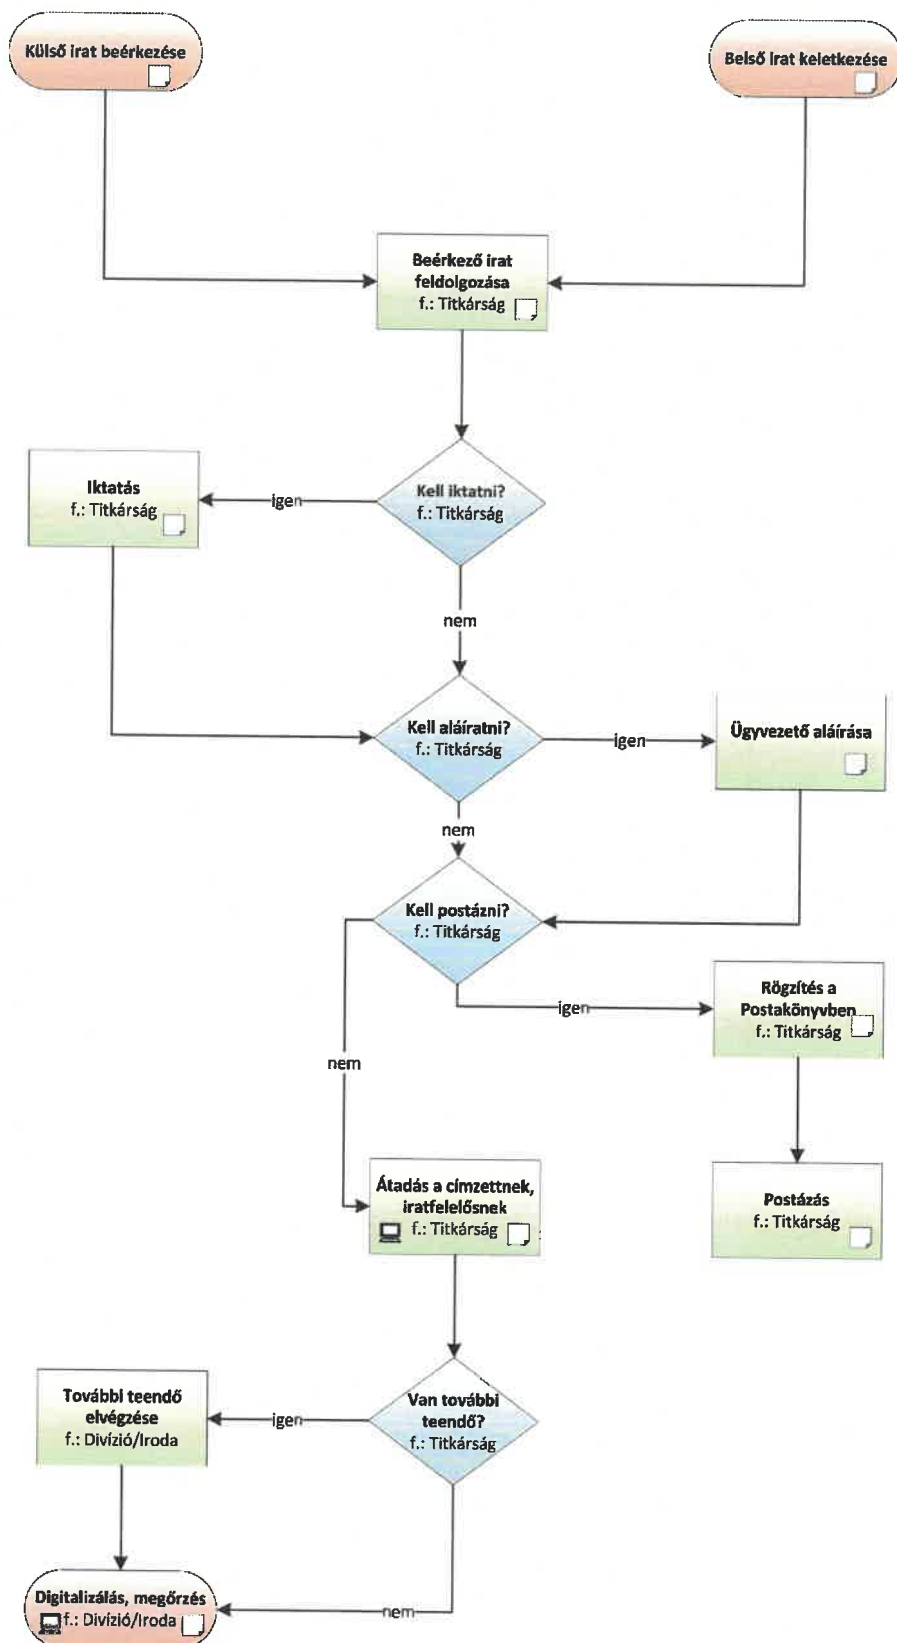 Külső irat beérkezése
Belső irat keletkezése
Beérkező irat
feldolgozása
f.: Titkárság
Kell iktatni?
f.: Titkárság
igen
Iktatás
f.: Titkárság
nem
Kell aláíratni?
f.: Titkárság
igen
Ügyvezető aláírása
nem
Kell postázni?
f.: Titkárság
igen
Rögzítés a
Postakönyvben
f.: Titkárság
nem
Postázás
f.: Titkárság
Átadás a címzettnek,
iratfelelősnek
f.: Titkárság
Van további
teendő?
f.: Titkárság
igen
További teendő
elvégzése
f.: Divízió/Iroda
Digitalizálás, megőrzés
f.: Divízió/Iroda
nem